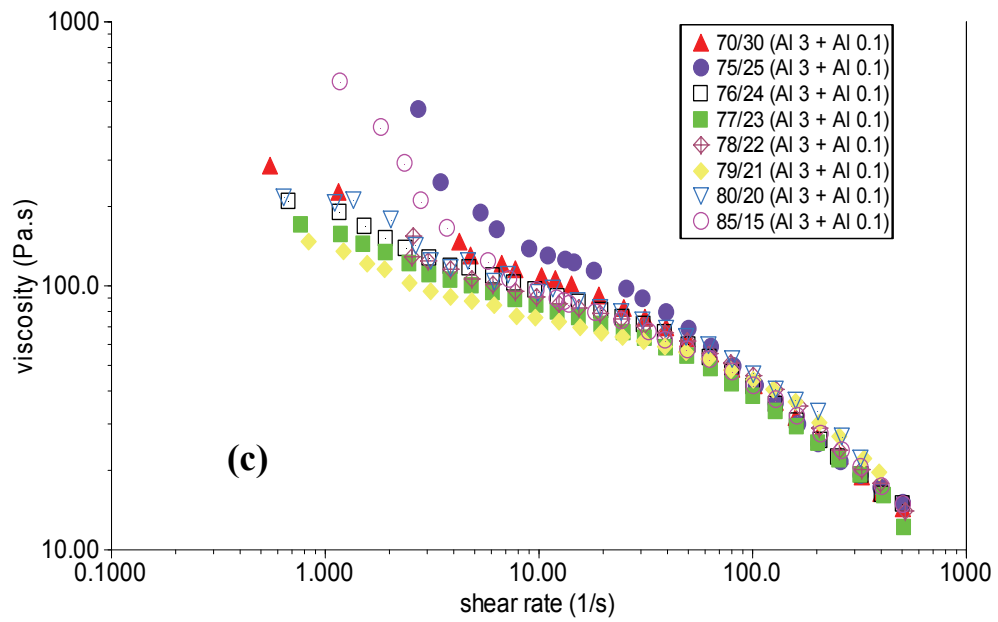 1000
70/30 (Al 3 + Al 0.1)
75/25 (Al 3 + Al 0.1)
76/24 (Al 3 + Al 0.1)
77/23 (Al 3 + Al 0.1)
78/22 (Al 3 + Al 0.1)
79/21 (Al 3 + Al 0.1)
80/20 (Al 3 + Al 0.1)
85/15 (Al 3 + Al 0.1)
viscosity (Pa.s)
100.0
(c)
10.00
0.1000 1.000 10.00 100.0 1000
shear rate (1/s)